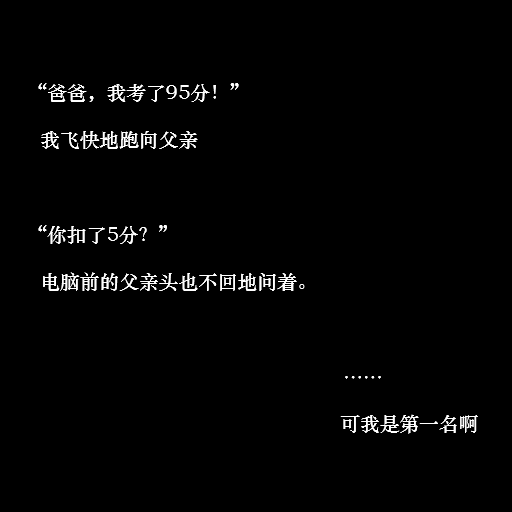 “爸爸，我考了95分！”
我飞快地跑向父亲
“你扣了5分？”
电脑前的父亲头也不回地问着。
……
可我是第一名啊